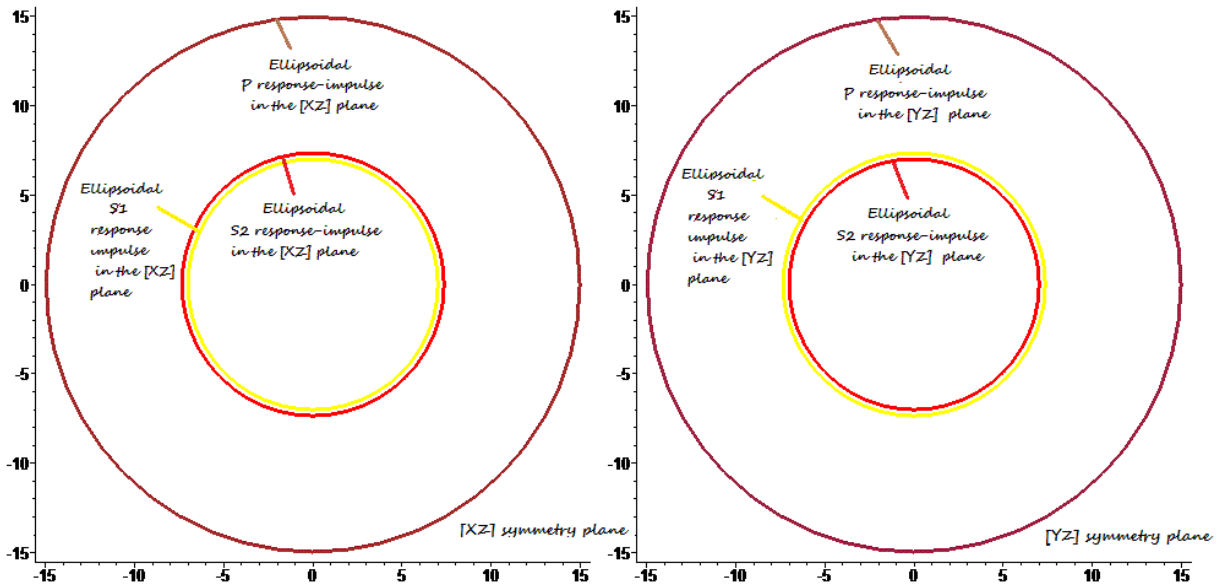 15
10
5
0
-5
-10
-15
-15
-10
-5
0
5
10
15
Ellipsoidal
P response-impulse
in the [XZ] plane
Ellipsoidal
S1
response
impulse
in the [XZ]
plane
Ellipsoidal
S2 response-impulse
in the [XZ] plane
[XZ] symmetry plane
15
10
5
0
-5
-10
-15
-15
-10
-5
0
5
10
15
Ellipsoidal
P response-impulse
in the [YZ] plane
Ellipsoidal
S1
response
impulse
in the [YZ]
plane
Ellipsoidal
S2 response-impulse
in the [YZ] plane
[YZ] symmetry plane